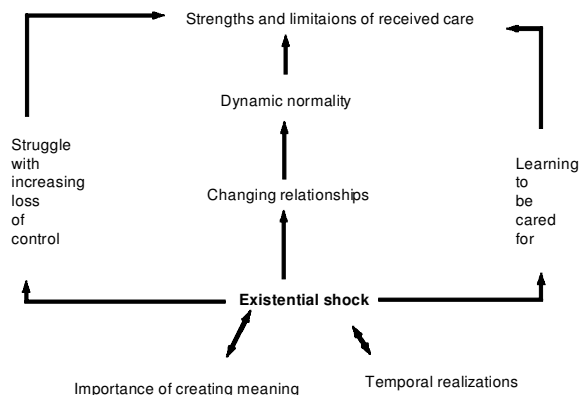 Strengths and limitaions of received care
Dynamic normality
Struggle
with
increasing
loss
of
control
Learning
to
be
cared
for
Changing relationships
Existential shock
Importance of creating meaning
Temporal realizations